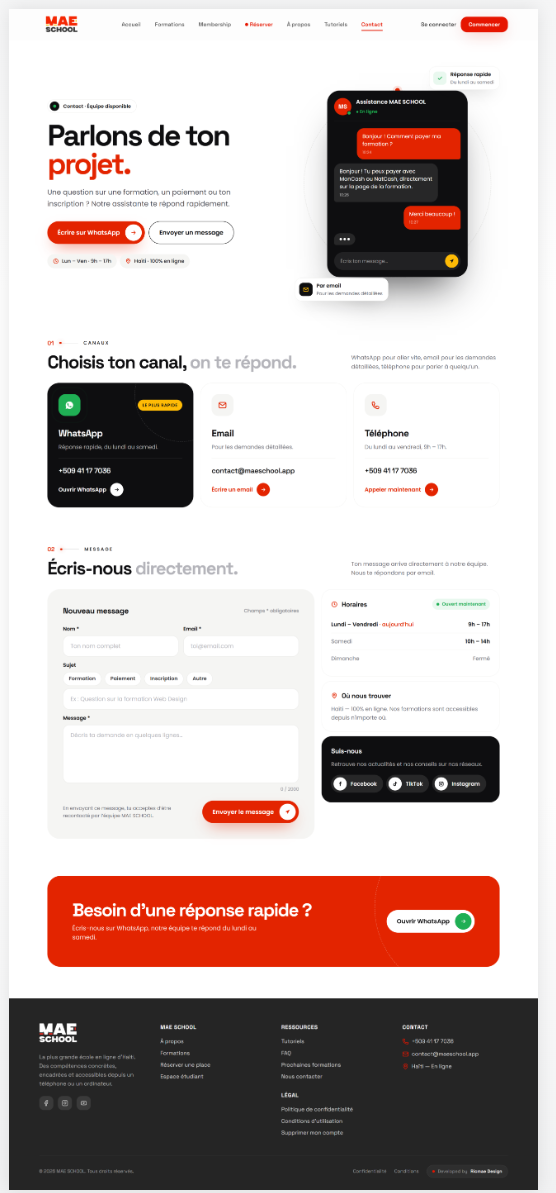 MAE SCHOOL
Accueil Formations Membership Réserver À propos Tutoriels Contact Se connecter Commencer
Contact · Équipe disponible
Parlons de ton
projet.
Une question sur une formation, un paiement ou ton
inscription ? Notre assistante te répond rapidement.
Écrire sur WhatsApp
Envoyer un message
Lun – Ven · 9h – 17h
Haïti · 100% en ligne
Réponse rapide
Du lundi au samedi
MS
Assistance MAE SCHOOL
En ligne
Bonjour ! Comment payer ma
formation ?
Bonjour ! Tu peux payer avec
MonCash ou NatCash, directement
sur la page de la formation.
Merci beaucoup !
Écris ton message...
Par email
Pour les demandes détaillées
01 CANAUX
Choisis ton canal, on te répond.
WhatsApp pour aller vite, email pour les demandes
détaillées, téléphone pour parler à quelqu'un.
LE PLUS RAPIDE
WhatsApp
Réponse rapide, du lundi au samedi.
+509 41 17 7036
Ouvrir WhatsApp
Email
Pour les demandes détaillées.
contact@maeschool.app
Écrire un email
Téléphone
Du lundi au vendredi, 9h – 17h.
+509 41 17 7036
Appeler maintenant
02 MESSAGE
Écris-nous directement.
Ton message arrive directement à notre équipe.
Nous te répondons par email.
Nouveau message
Champs * obligatoires
Nom * Email *
Ton nom complet
toi@email.com
Sujet
Formation Paiement Inscription Autre
Ex : Question sur la formation Web Design
Message *
Décris ta demande en quelques lignes...
En envoyant ce message, tu acceptes d'être
recontacté par l'équipe MAE SCHOOL.
Envoyer le message
Horaires
Ouvert maintenant
Lundi – Vendredi · aujourd'hui 9h – 17h
Samedi 10h – 14h
Dimanche Fermé
Où nous trouver
Haïti — 100% en ligne. Nos formations sont accessibles
depuis n'importe où.
Suis-nous
Retrouve nos actualités et nos conseils sur nos réseaux.
Facebook TikTok Instagram
Besoin d'une réponse rapide ?
Écris-nous sur WhatsApp, notre équipe te répond du lundi au
samedi.
Ouvrir WhatsApp
MAE SCHOOL
La plus grande école en ligne d'Haïti.
Des compétences concrètes,
encadrées et accessibles depuis un
téléphone ou un ordinateur.
MAE SCHOOL
À propos
Formations
Réserver une place
Espace étudiant
RESSOURCES
Tutoriels
FAQ
Prochaines formations
Nous contacter
LÉGAL
Politique de confidentialité
Conditions d'utilisation
Supprimer mon compte
CONTACT
+509 41 17 7036
contact@maeschool.app
Haïti — En ligne
MAE SCHOOL. Tous droits réservés.
Confidentialité Conditions Developed by